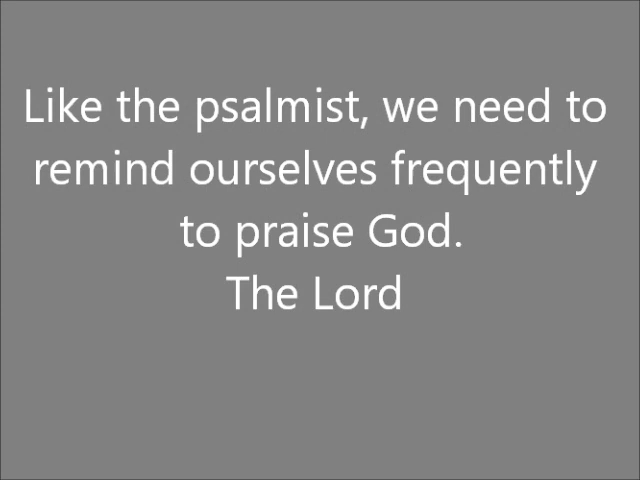 Like the psalmist, we need to
remind ourselves frequently
to praise God.
The Lord